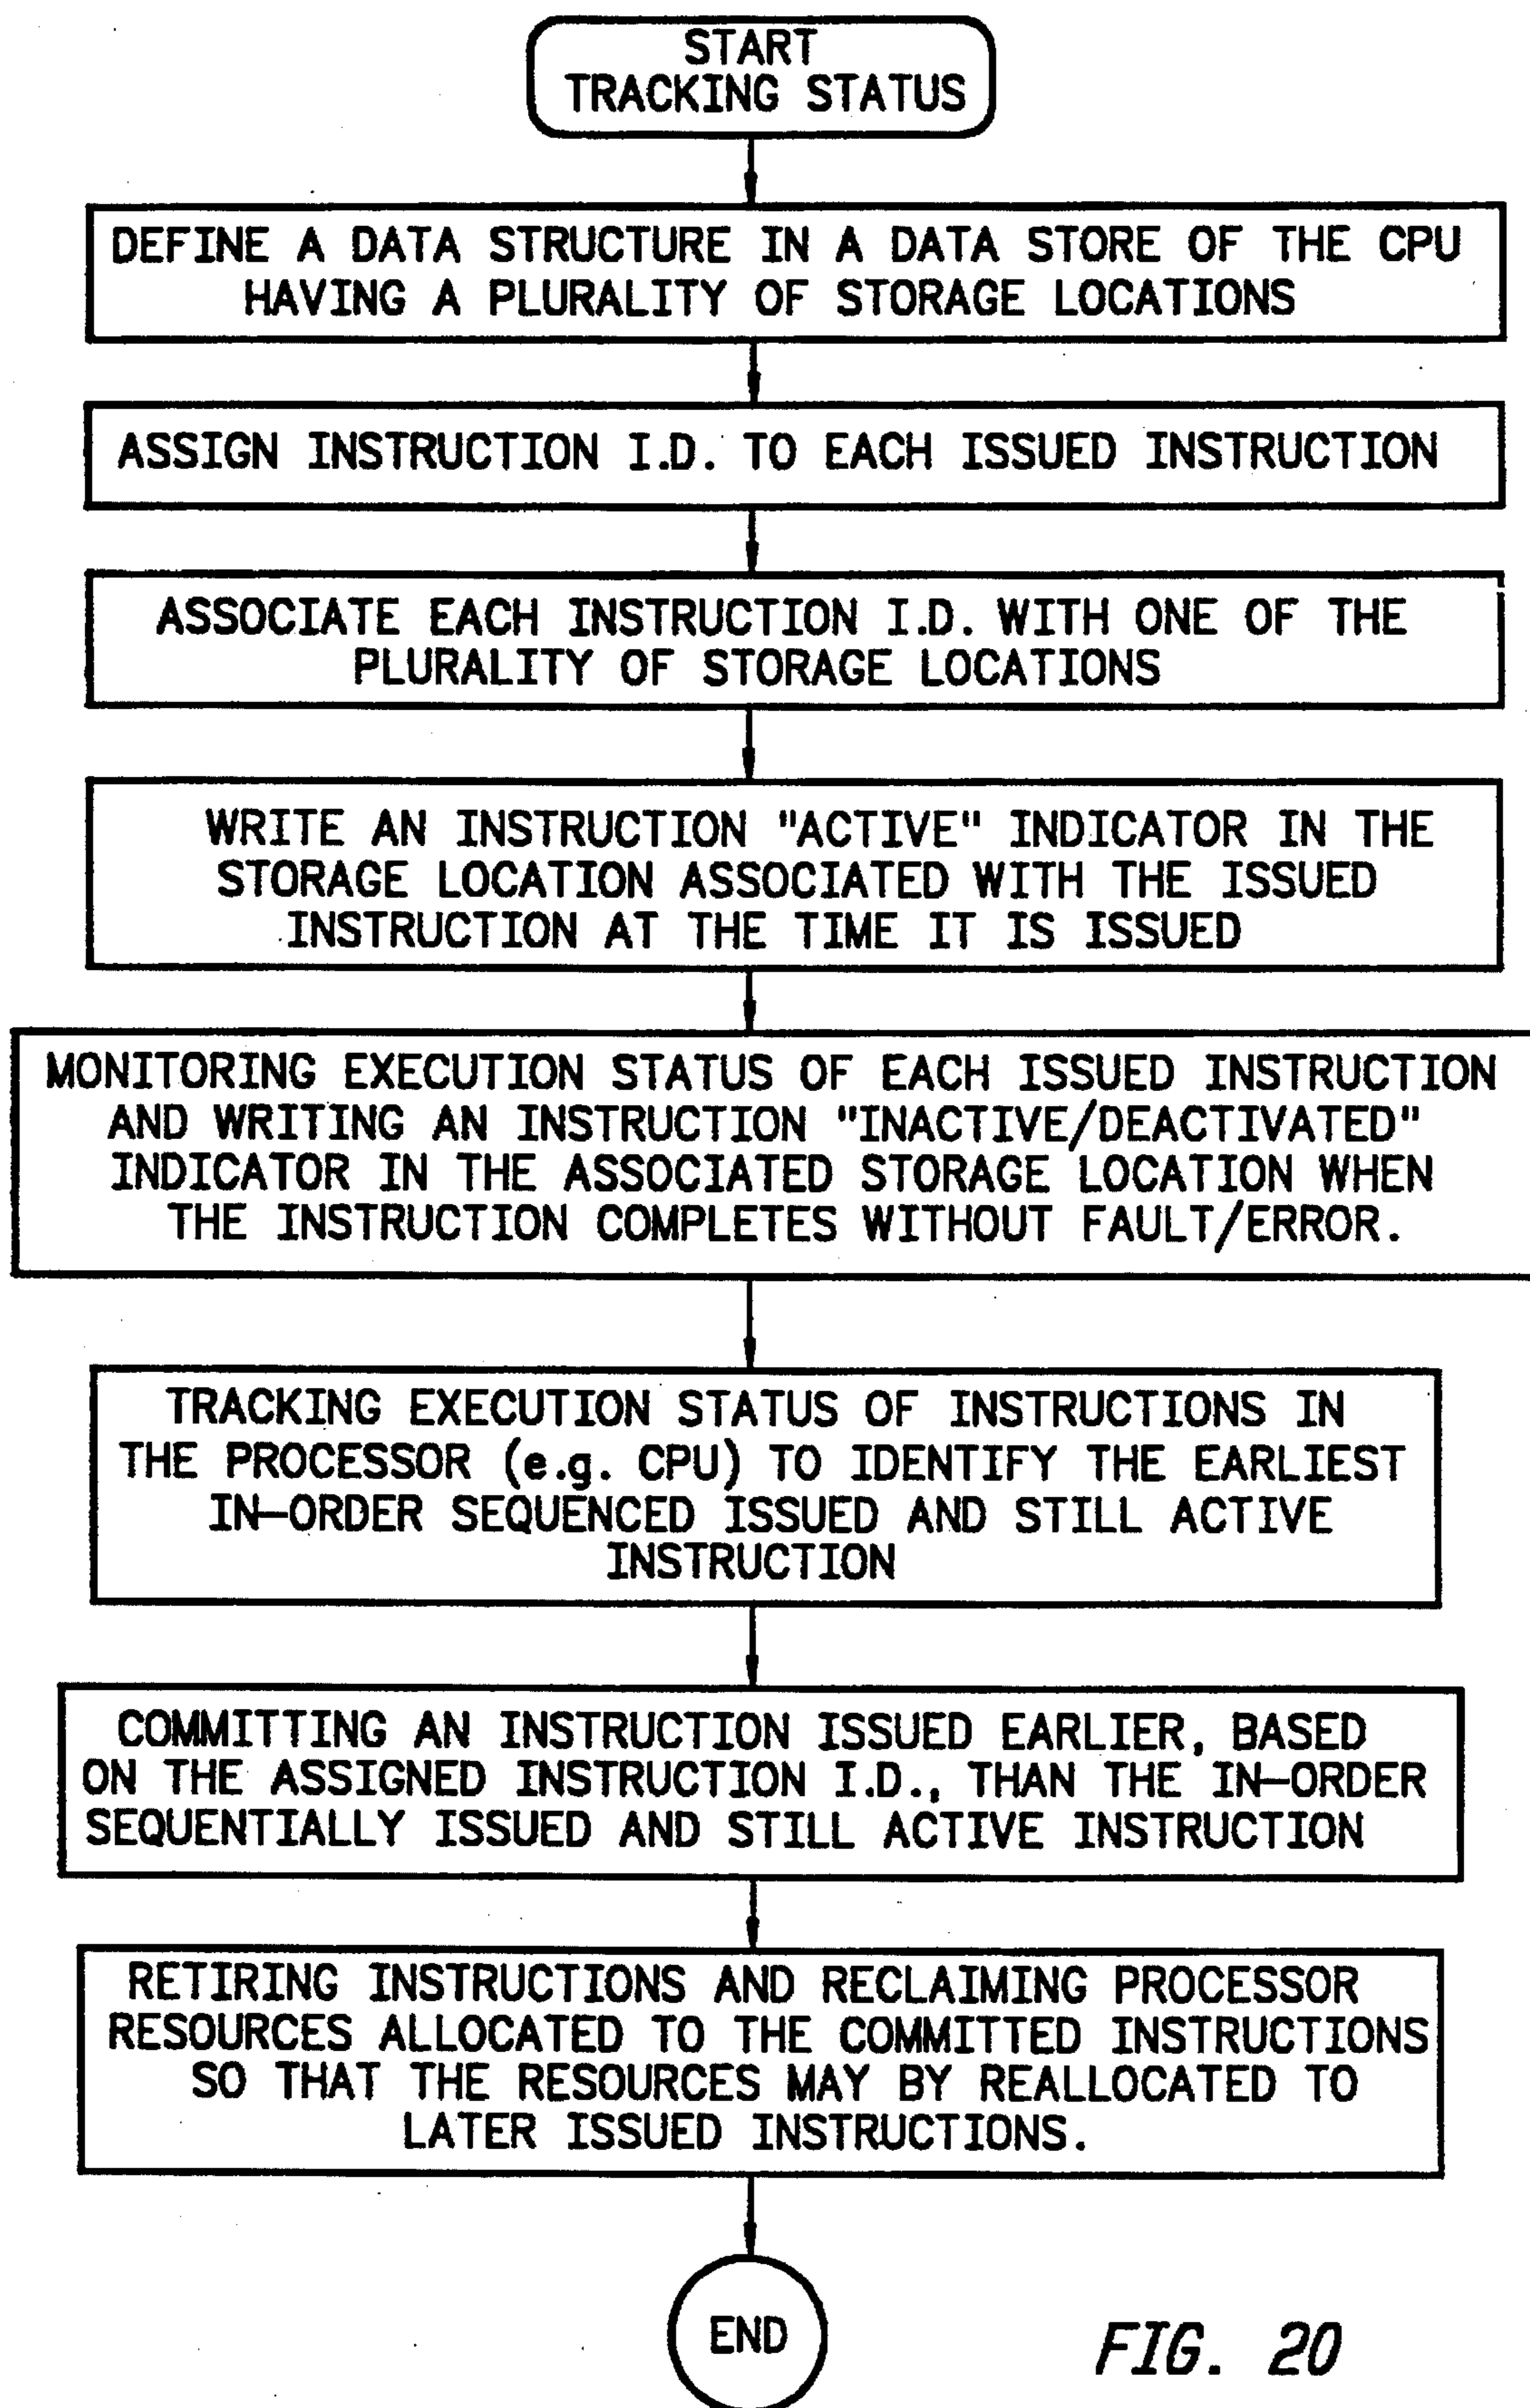 START
TRACKING STATUS
DEFINE A DATA STRUCTURE IN A DATA STORE OF THE CPU
HAVING A PLURALITY OF STORAGE LOCATIONS
ASSIGN INSTRUCTION I.D. TO EACH ISSUED INSTRUCTION
ASSOCIATE EACH INSTRUCTION I.D. WITH ONE OF THE
PLURALITY OF STORAGE LOCATIONS
WRITE AN INSTRUCTION "ACTIVE" INDICATOR IN THE
STORAGE LOCATION ASSOCIATED WITH THE ISSUED
INSTRUCTION AT THE TIME IT IS ISSUED
MONITORING EXECUTION STATUS OF EACH ISSUED INSTRUCTION
AND WRITING AN INSTRUCTION "INACTIVE/DEACTIVATED"
INDICATOR IN THE ASSOCIATED STORAGE LOCATION WHEN
THE INSTRUCTION COMPLETES WITHOUT FAULT/ERROR.
TRACKING EXECUTION STATUS OF INSTRUCTIONS IN
THE PROCESSOR (e.g. CPU) TO IDENTIFY THE EARLIEST
IN-ORDER SEQUENCED ISSUED AND STILL ACTIVE
INSTRUCTION
COMMITTING AN INSTRUCTION ISSUED EARLIER, BASED
ON THE ASSIGNED INSTRUCTION I.D., THAN THE IN-ORDER
SEQUENTIALLY ISSUED AND STILL ACTIVE INSTRUCTION
RETIRING INSTRUCTIONS AND RECLAIMING PROCESSOR
RESOURCES ALLOCATED TO THE COMMITTED INSTRUCTIONS
SO THAT THE RESOURCES MAY BY REALLOCATED TO
LATER ISSUED INSTRUCTIONS.
END
FIG. 20